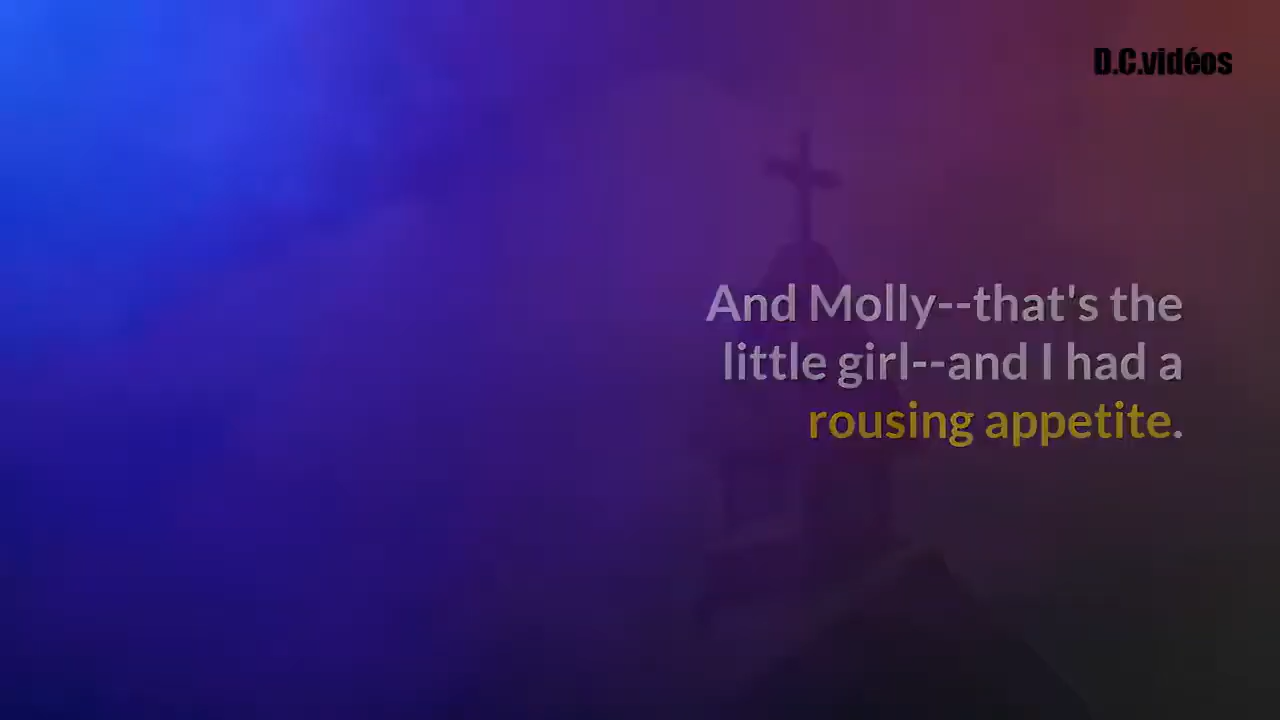 D.C.vidéos
And Molly--that's the
little girl--and I had a
rousing appetite.